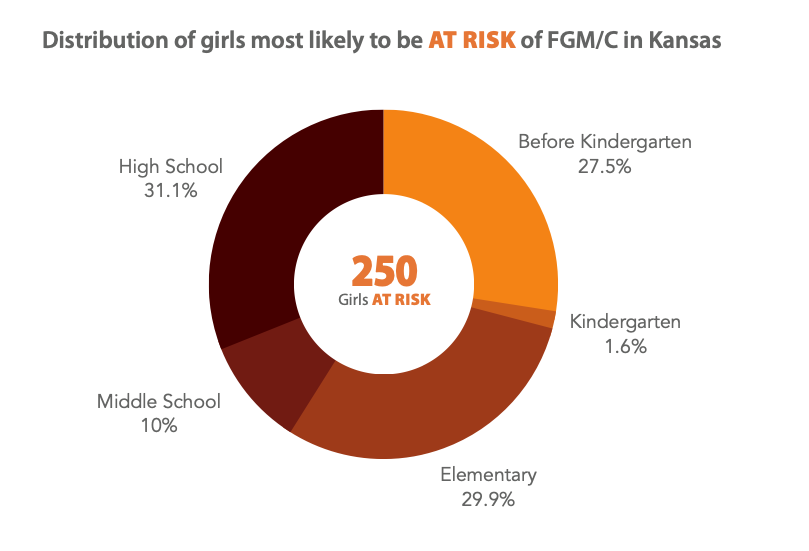 Distribution of girls most likely to be AT RISK of FGM/C in Kansas
Before Kindergarten
27.5%
High School
31.1%
250
Girls AT RISK
Kindergarten
1.6%
Middle School
10%
Elementary
29.9%